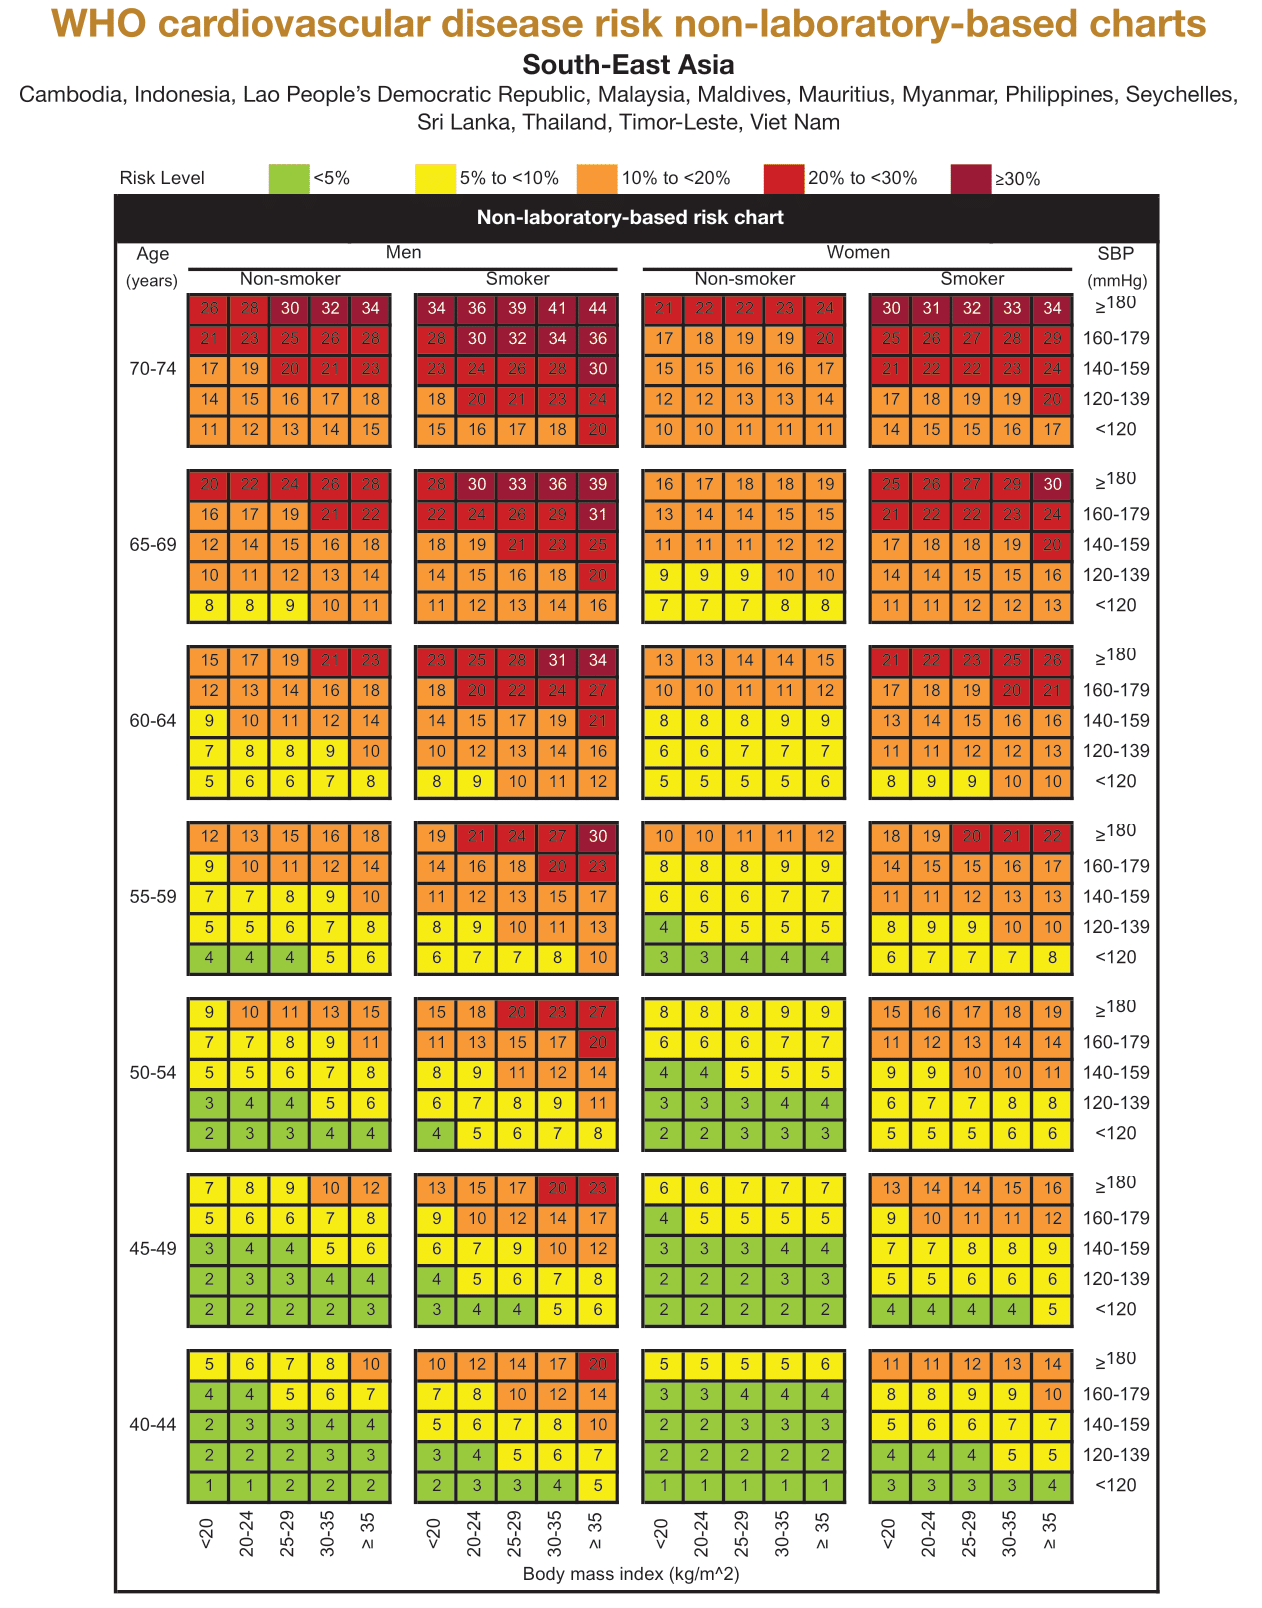 WHO cardiovascular disease risk non-laboratory-based charts
South-East Asia
Cambodia, Indonesia, Lao People’s Democratic Republic, Malaysia, Maldives, Mauritius, Myanmar, Philippines, Seychelles,
Sri Lanka, Thailand, Timor-Leste, Viet Nam
Risk Level <5% 5% to <10% 10% to <20% 20% to <30% ≥30%
Non-laboratory-based risk chart
Age Men Women SBP
(years) Non-smoker Smoker Non-smoker Smoker (mmHg)
26 28 30 32 34 34 36 39 41 44 21 22 22 23 24 30 31 32 33 34 ≥180
21 23 25 26 28 28 30 32 34 36 17 18 19 19 20 25 26 27 28 29 160-179
70-74 17 19 20 21 23 23 24 26 28 30 15 15 16 16 17 21 22 22 23 24 140-159
14 15 16 17 18 18 20 21 23 24 12 12 13 13 14 17 18 19 19 20 120-139
11 12 13 14 15 15 16 17 18 20 10 10 11 11 11 14 15 15 16 17 <120
20 22 24 26 28 28 30 33 36 39 16 17 18 18 19 25 26 27 29 30 ≥180
16 17 19 21 22 22 24 26 29 31 13 14 14 15 15 21 22 22 23 24 160-179
65-69 12 14 15 16 18 18 19 21 23 25 11 11 11 12 12 17 18 18 19 20 140-159
10 11 12 13 14 14 15 16 18 20 9 9 9 10 10 14 14 15 15 16 120-139
8 8 9 10 11 11 12 13 14 16 7 7 7 8 8 11 11 12 12 13 <120
15 17 19 21 23 23 25 28 31 34 13 13 14 14 15 21 22 23 25 26 ≥180
12 13 14 16 18 18 20 22 24 27 10 10 11 11 12 17 18 19 20 21 160-179
60-64 9 10 11 12 14 14 15 17 19 21 8 8 8 9 9 13 14 15 16 16 140-159
7 8 8 9 10 10 12 13 14 16 6 6 7 7 7 11 11 12 12 13 120-139
5 6 6 7 8 8 9 10 11 12 5 5 5 5 6 8 9 9 10 10 <120
12 13 15 16 18 19 21 24 27 30 10 10 11 11 12 18 19 20 21 22 ≥180
9 10 11 12 14 14 16 18 20 23 8 8 8 9 9 14 15 15 16 17 160-179
55-59 7 7 8 9 10 11 12 13 15 17 6 6 6 7 7 11 11 12 13 13 140-159
5 5 6 7 8 8 9 10 11 13 4 5 5 5 5 8 9 9 10 10 120-139
4 4 4 5 6 6 7 7 8 10 3 3 4 4 4 6 7 7 7 8 <120
9 10 11 13 15 15 18 20 23 27 8 8 8 9 9 15 16 17 18 19 ≥180
7 7 8 9 11 11 13 15 17 20 6 6 6 7 7 11 12 13 14 14 160-179
50-54 5 5 6 7 8 8 9 11 12 14 4 4 5 5 5 9 9 10 10 11 140-159
3 4 4 5 6 6 7 8 9 11 3 3 3 4 4 6 7 7 8 8 120-139
2 3 3 4 4 4 5 6 7 8 2 2 3 3 3 5 5 5 6 6 <120
7 8 9 10 12 13 15 17 20 23 6 6 7 7 7 13 14 14 15 16 ≥180
5 6 6 7 8 9 10 12 14 17 4 5 5 5 5 9 10 11 11 12 160-179
45-49 3 4 4 5 6 6 7 9 10 12 3 3 3 4 4 7 7 8 8 9 140-159
2 3 3 4 4 4 5 6 7 8 2 2 2 3 3 5 5 6 6 6 120-139
2 2 2 2 3 3 4 4 5 6 2 2 2 2 2 4 4 4 4 5 <120
5 6 7 8 10 10 12 14 17 20 5 5 5 5 6 11 11 12 13 14 ≥180
4 4 5 6 7 7 8 10 12 14 3 3 4 4 4 8 8 9 9 10 160-179
40-44 2 3 3 4 4 5 6 7 8 10 2 2 3 3 3 5 6 6 7 7 140-159
2 2 2 3 3 3 4 5 6 7 2 2 2 2 2 4 4 4 5 5 120-139
1 1 2 2 2 2 3 3 4 5 1 1 1 1 1 3 3 3 3 4 <120
<20 20-24 25-29 30-35 ≥ 35 <20 20-24 25-29 30-35 ≥ 35 <20 20-24 25-29 30-35 ≥ 35 <20 20-24 25-29 30-35 ≥ 35
Body mass index (kg/m^2)